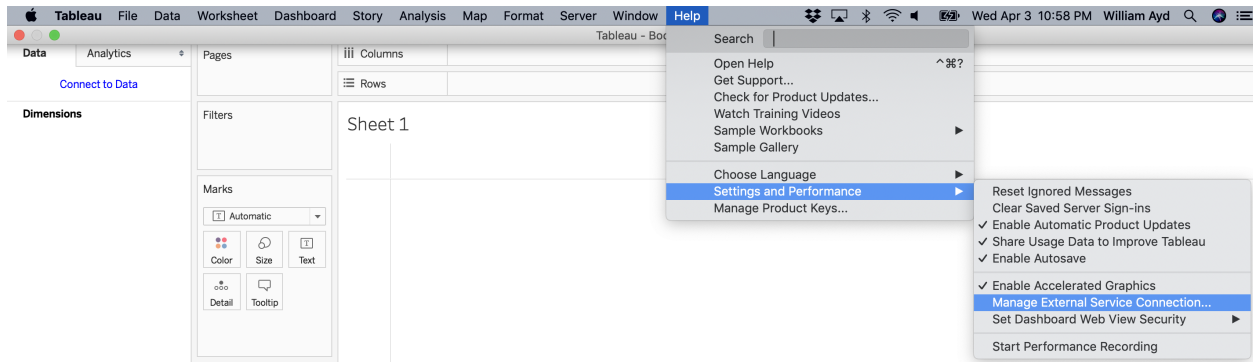 Tableau File Data Worksheet Dashboard Story Analysis Map Format Server Window Help Wed Apr 3 10:58 PM William Ayd
Tableau - Boo
Data Analytics
Connect to Data
Dimensions
Pages
Filters
Marks
T Automatic
Color Size Text
Detail Tooltip
iii Columns
Rows
Sheet 1
Search
Open Help ^⌘?
Get Support...
Check for Product Updates...
Watch Training Videos
Sample Workbooks
Sample Gallery
Choose Language
Settings and Performance
Manage Product Keys...
Reset Ignored Messages
Clear Saved Server Sign-ins
✓ Enable Automatic Product Updates
✓ Share Usage Data to Improve Tableau
✓ Enable Autosave
✓ Enable Accelerated Graphics
Manage External Service Connection...
Set Dashboard Web View Security
Start Performance Recording